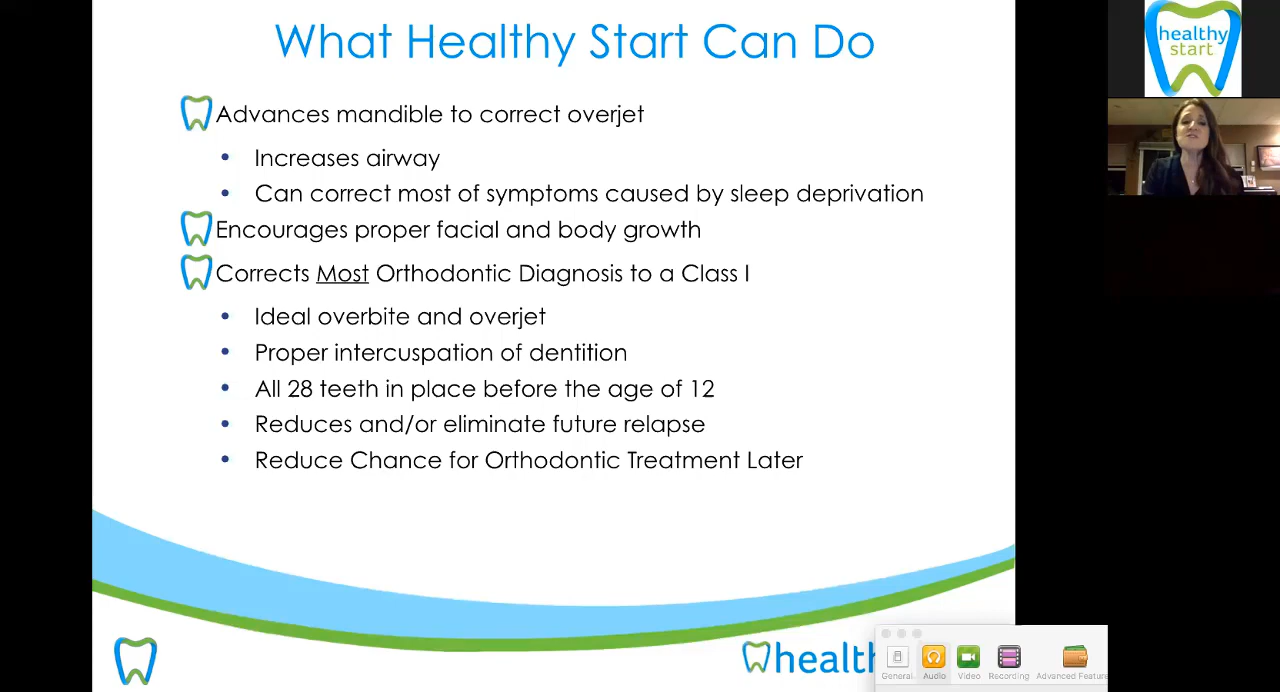 What Healthy Start Can Do
Advances mandible to correct overjet
• Increases airway
• Can correct most of symptoms caused by sleep deprivation
Encourages proper facial and body growth
Corrects Most Orthodontic Diagnosis to a Class I
• Ideal overbite and overjet
• Proper intercuspation of dentition
• All 28 teeth in place before the age of 12
• Reduces and/or eliminate future relapse
• Reduce Chance for Orthodontic Treatment Later
healthy
start
health
General Audio Video Recording Advanced Feature